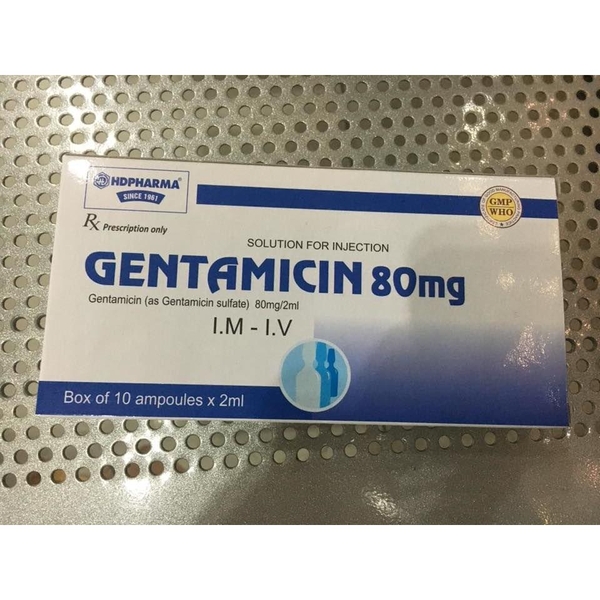 HDPHARMA®
SINCE 1981
Rx Prescription only
GMP
WHO
SOLUTION FOR INJECTION
GENTAMICIN 80mg
Gentamicin (as Gentamicin sulfate) 80mg/2ml
I.M - I.V
Box of 10 ampoules x 2ml